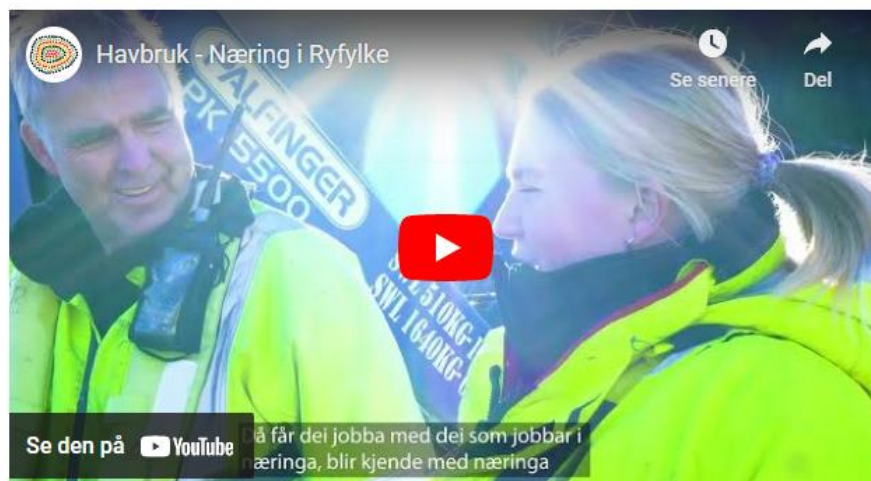 Havbruk - Næring i Ryfylke
Se senere
Del
PALFINGER
PK 5500
SWL 510KG
SWL 1640KG
Se den på YouTube
Då får dei jobba med dei som jobbar i
næringa, blir kjende med næringa